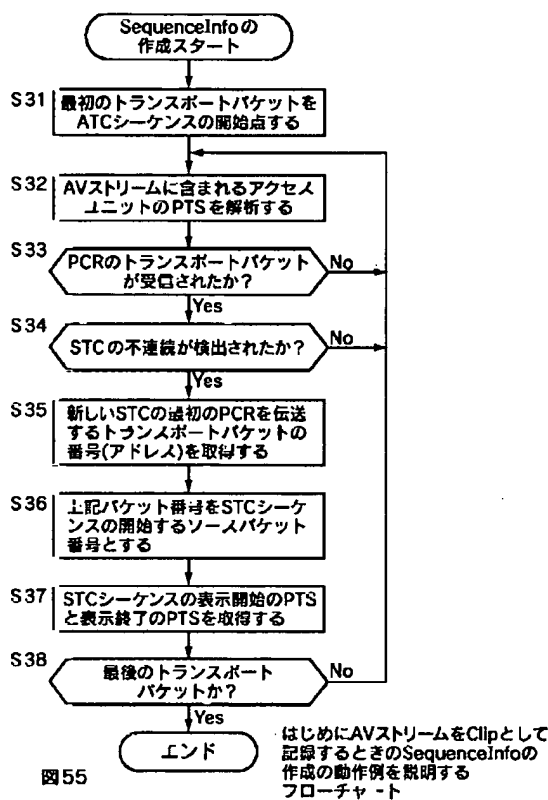 SequenceInfoの
作成スタート
S31
最初のトランスポートパケットを
ATCシーケンスの開始点する
S32
AVストリームに含まれるアクセス
ユニットのPTSを解析する
S33
PCRのトランスポートパケット
が受信されたか?
No
Yes
S34
STCの不連続が検出されたか?
No
Yes
S35
新しいSTCの最初のPCRを伝送
するトランスポートパケットの
番号(アドレス)を取得する
S36
上記パケット番号をSTCシーケ
ンスの開始するソースパケット
番号とする
S37
STCシーケンスの表示開始のPTS
と表示終了のPTSを取得する
S38
最後のトランスポート
パケットか?
No
Yes
エンド
はじめにAVストリームをClipとして
記録するときのSequenceInfoの
作成の動作例を説明する
フローチャート
図55